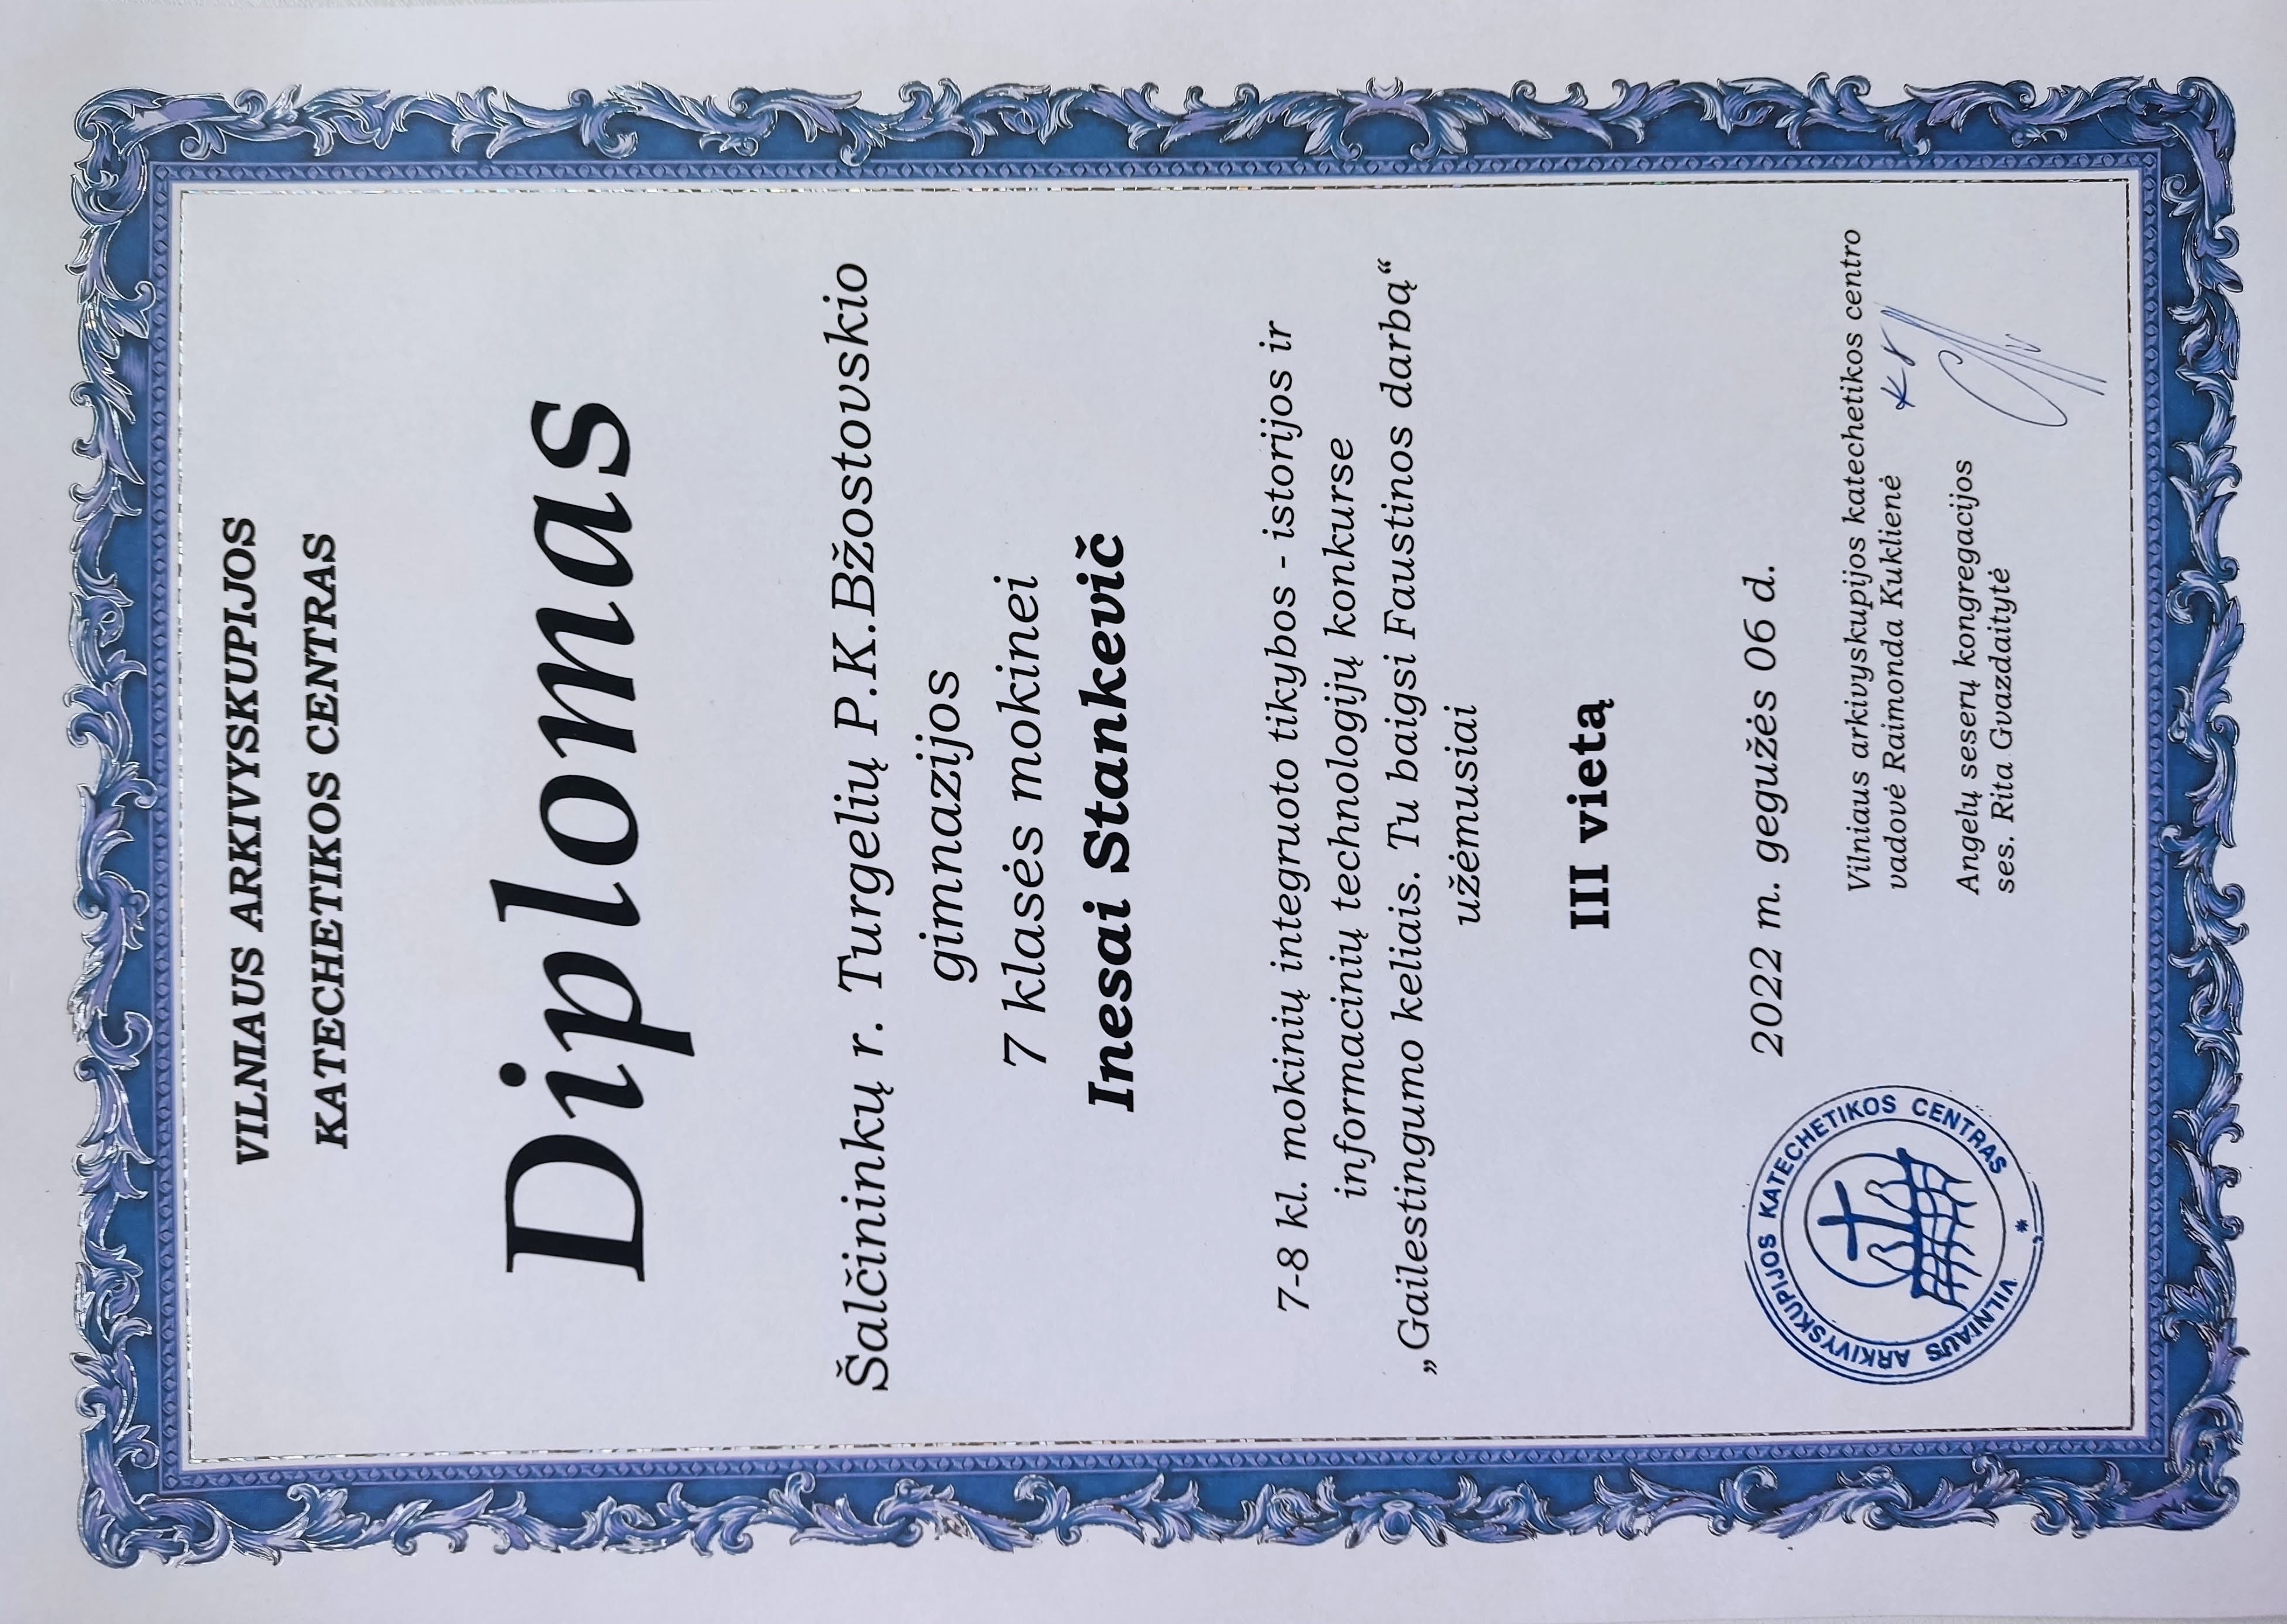 VILNIAUS ARKIVYSKUPIJOS
KATECHETIKOS CENTRAS
Diplomas
Šalčininkų r. Turgelių P.K.Bžostovskio
gimnazijos
7 klasės mokinei
Inesai Stankevič
7-8 kl. mokinių integruoto tikybos - istorijos ir
informacinių technologijų konkurse
„Gailestingumo keliais. Tu baigsi Faustinos darbą“
užėmusiai
III vietą
2022 m. gegužės 06 d.
Vilniaus arkivyskupijos katechetikos centro
vadovė Raimonda Kuklienė
Angelų seserų kongregacijos
ses. Rita Gvazdaitytė
VILNIAUS ARKIVYSKUPIJOS KATECHETIKOS CENTRAS